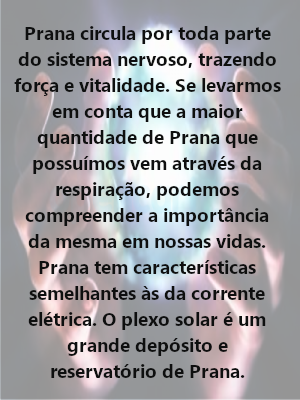 Prana circula por toda parte
do sistema nervoso, trazendo
força e vitalidade. Se levarmos
em conta que a maior
quantidade de Prana que
possuímos vem através da
respiração, podemos
compreender a importância
da mesma em nossas vidas.
Prana tem características
semelhantes às da corrente
elétrica. O plexo solar é um
grande depósito e
reservatório de Prana.